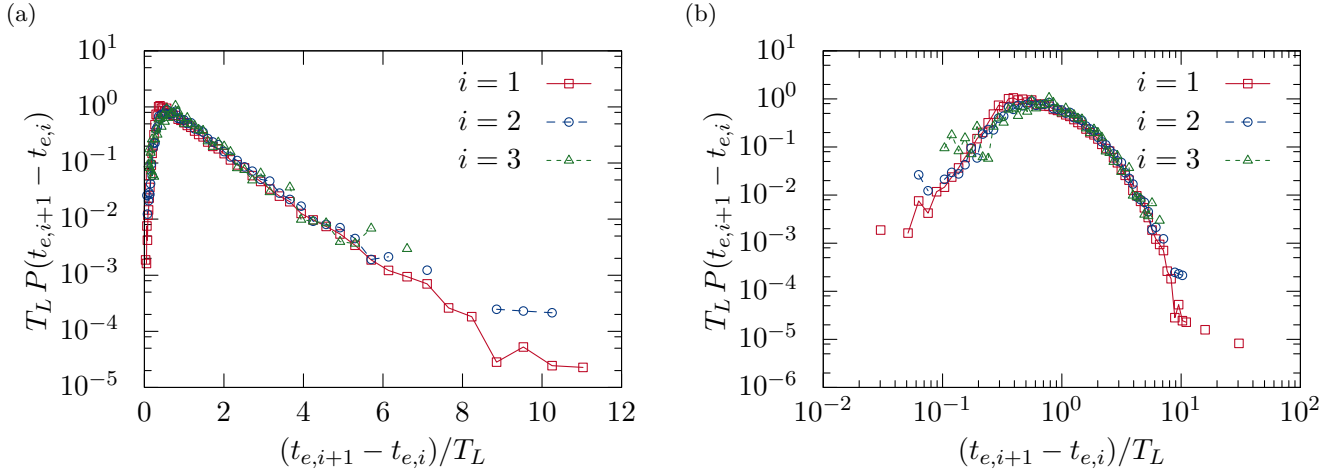 (a)
T_L P(t_{e,i+1} − t_{e,i})
10^1
10^0
10^{-1}
10^{-2}
10^{-3}
10^{-4}
10^{-5}
i = 1
i = 2
i = 3
0 2 4 6 8 10 12
(t_{e,i+1} − t_{e,i})/T_L
(b)
T_L P(t_{e,i+1} − t_{e,i})
10^1
10^0
10^{-1}
10^{-2}
10^{-3}
10^{-4}
10^{-5}
10^{-6}
i = 1
i = 2
i = 3
10^{-2} 10^{-1} 10^0 10^1 10^2
(t_{e,i+1} − t_{e,i})/T_L